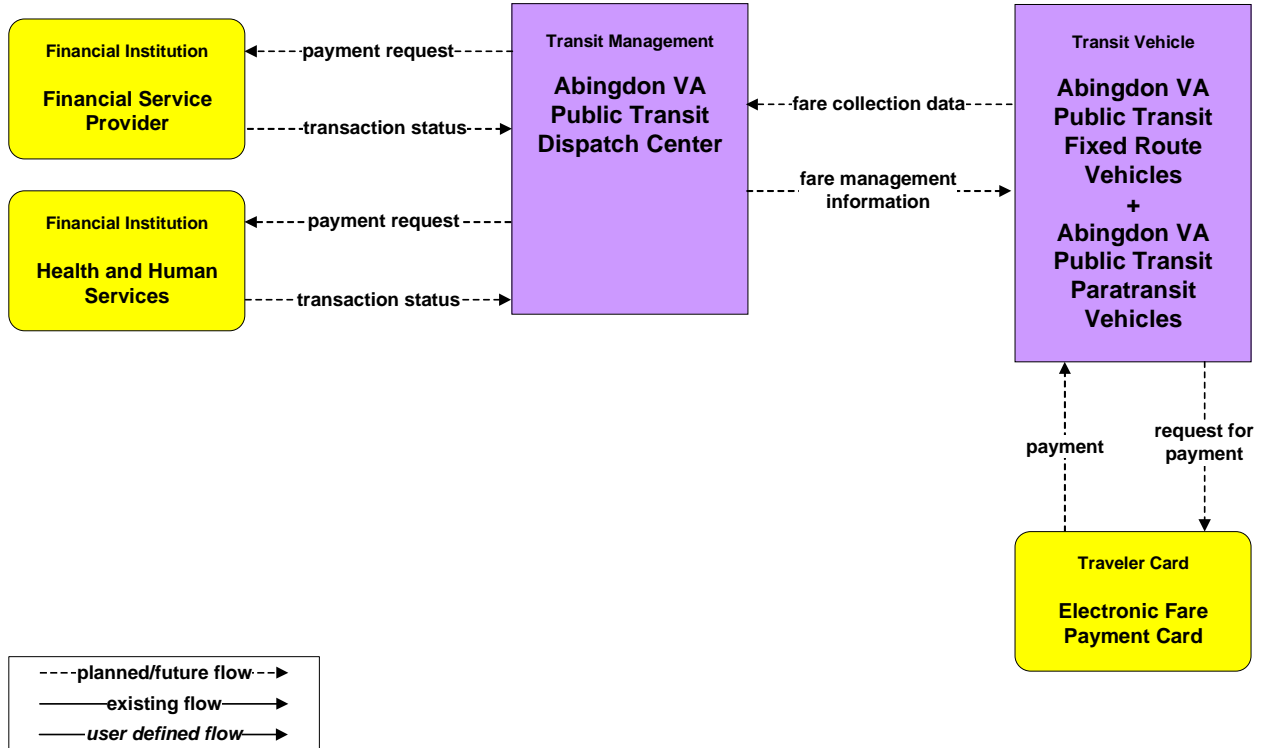 Financial Institution
Financial Service
Provider
payment request
transaction status
Financial Institution
Health and Human
Services
payment request
transaction status
Transit Management
Abingdon VA
Public Transit
Dispatch Center
fare collection data
fare management
information
Transit Vehicle
Abingdon VA
Public Transit
Fixed Route
Vehicles
+
Abingdon VA
Public Transit
Paratransit
Vehicles
payment
request for
payment
Traveler Card
Electronic Fare
Payment Card
planned/future flow
existing flow
user defined flow